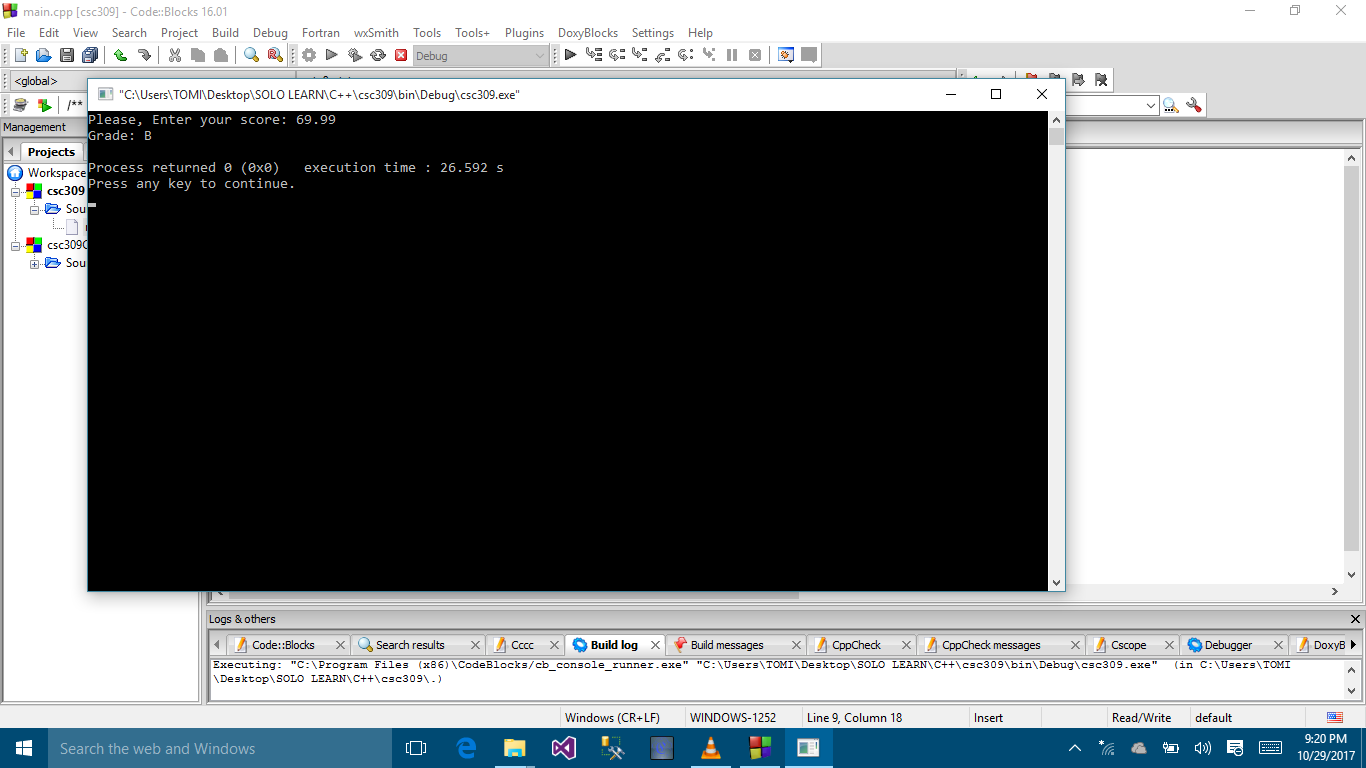 main.cpp [csc309] - Code::Blocks 16.01
File Edit View Search Project Build Debug Fortran wxSmith Tools Tools+ Plugins DoxyBlocks Settings Help
Debug
<global>
"C:\Users\TOMI\Desktop\SOLO LEARN\C++\csc309\bin\Debug\csc309.exe"
/**
Please, Enter your score: 69.99
Grade: B
Process returned 0 (0x0) execution time : 26.592 s
Press any key to continue.
Management
Projects
Workspace
csc309
Sou
csc309
Sou
Logs & others
Code::Blocks Search results Cccc Build log Build messages CppCheck CppCheck messages Cscope Debugger DoxyB
Executing: "C:\Program Files (x86)\CodeBlocks/cb_console_runner.exe" "C:\Users\TOMI\Desktop\SOLO LEARN\C++\csc309\bin\Debug\csc309.exe" (in C:\Users\TOMI
\Desktop\SOLO LEARN\C++\csc309\.)
Windows (CR+LF) WINDOWS-1252 Line 9, Column 18 Insert Read/Write default
Search the web and Windows
9:20 PM
10/29/2017